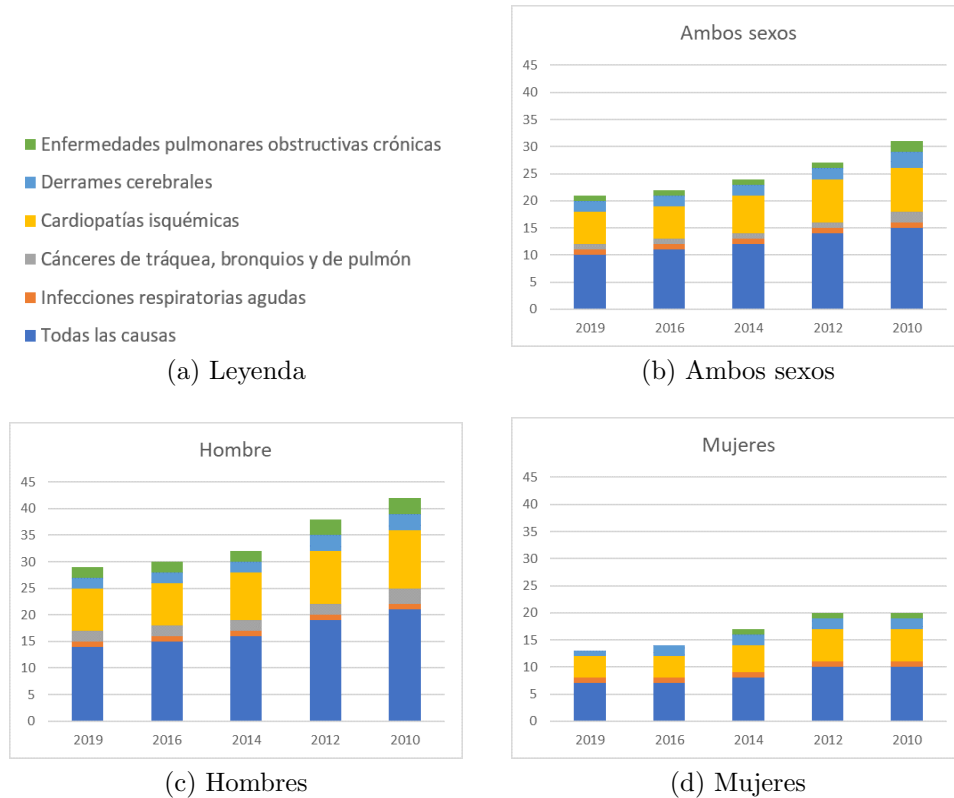 Enfermedades pulmonares obstructivas crónicas
Derrames cerebrales
Cardiopatías isquémicas
Cánceres de tráquea, bronquios y de pulmón
Infecciones respiratorias agudas
Todas las causas
(a) Leyenda
Ambos sexos
45
40
35
30
25
20
15
10
5
0
2019 2016 2014 2012 2010
(b) Ambos sexos
Hombre
45
40
35
30
25
20
15
10
5
0
2019 2016 2014 2012 2010
(c) Hombres
Mujeres
45
40
35
30
25
20
15
10
5
0
2019 2016 2014 2012 2010
(d) Mujeres